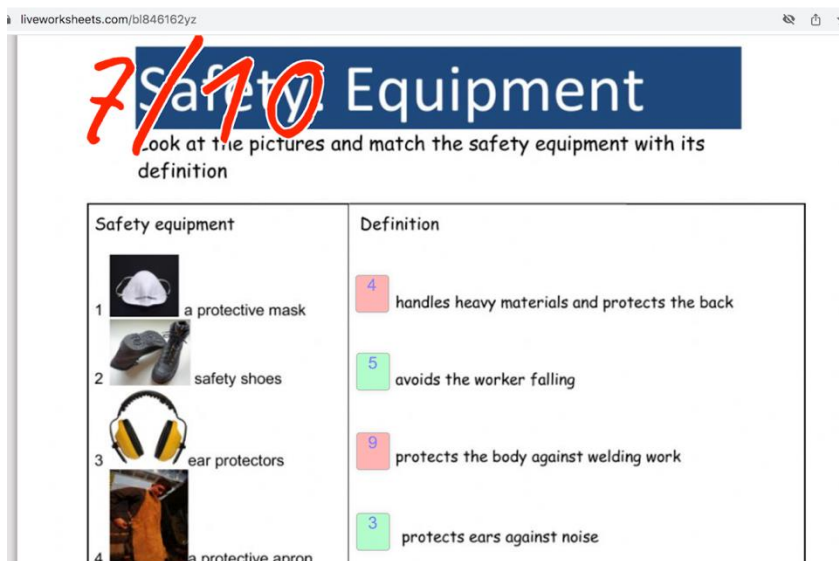 liveworksheets.com/bl846162yz
7/10
Safety: Equipment
Look at the pictures and match the safety equipment with its
definition
Safety equipment
Definition
1 a protective mask
4 handles heavy materials and protects the back
2 safety shoes
5 avoids the worker falling
3 ear protectors
9 protects the body against welding work
4 a protective apron
3 protects ears against noise